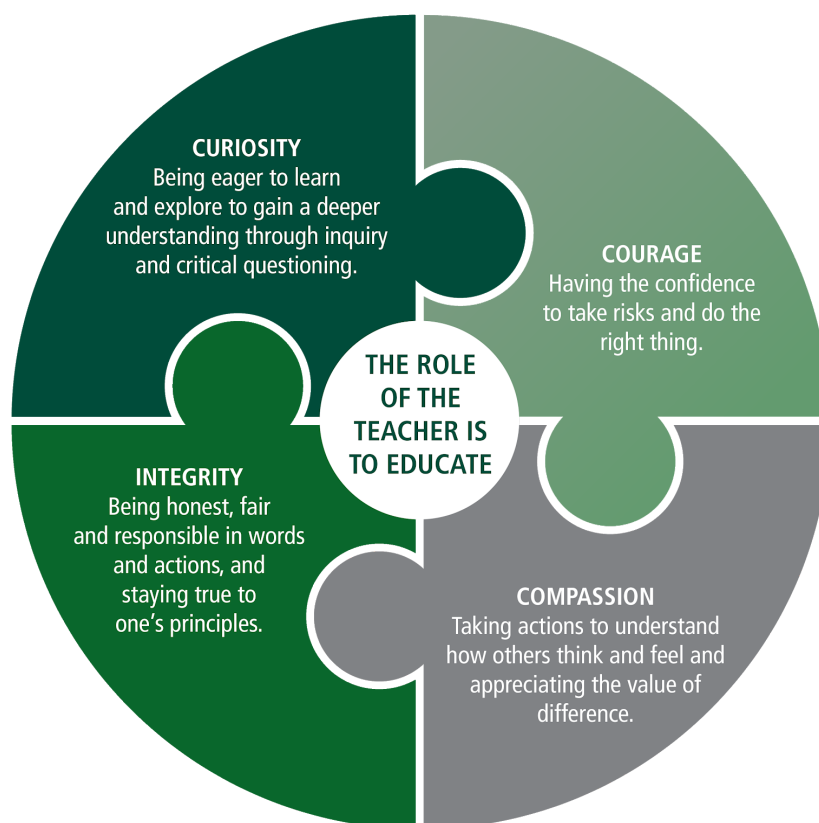 CURIOSITY
Being eager to learn
and explore to gain a deeper
understanding through inquiry
and critical questioning.
COURAGE
Having the confidence
to take risks and do the
right thing.
THE ROLE
OF THE
TEACHER IS
TO EDUCATE
INTEGRITY
Being honest, fair
and responsible in words
and actions, and
staying true to
one’s principles.
COMPASSION
Taking actions to understand
how others think and feel and
appreciating the value of
difference.